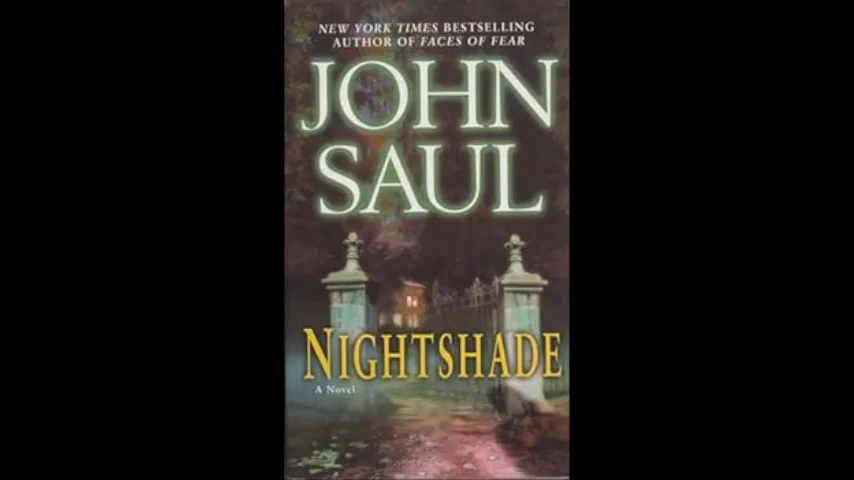 NEW YORK TIMES BESTSELLING
AUTHOR OF FACES OF FEAR
JOHN
SAUL
NIGHTSHADE
A Novel